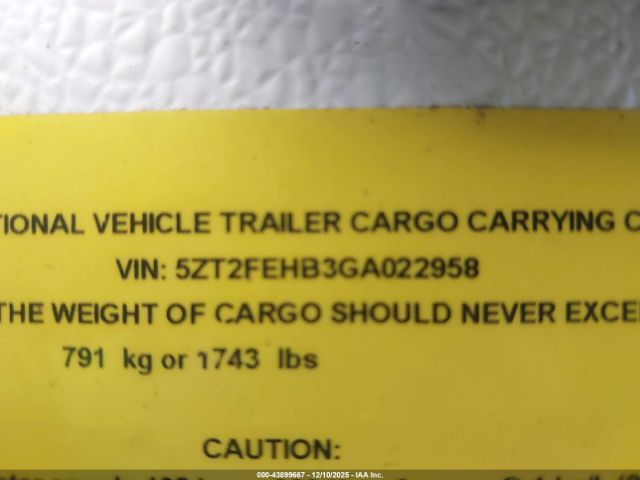 TIONAL VEHICLE TRAILER CARGO CARRYING C
VIN: 5ZT2FEHB3GA022958
THE WEIGHT OF CARGO SHOULD NEVER EXCE
791 kg or 1743 lbs
CAUTION:
000-43899667 - 12/10/2025 - IAA Inc.